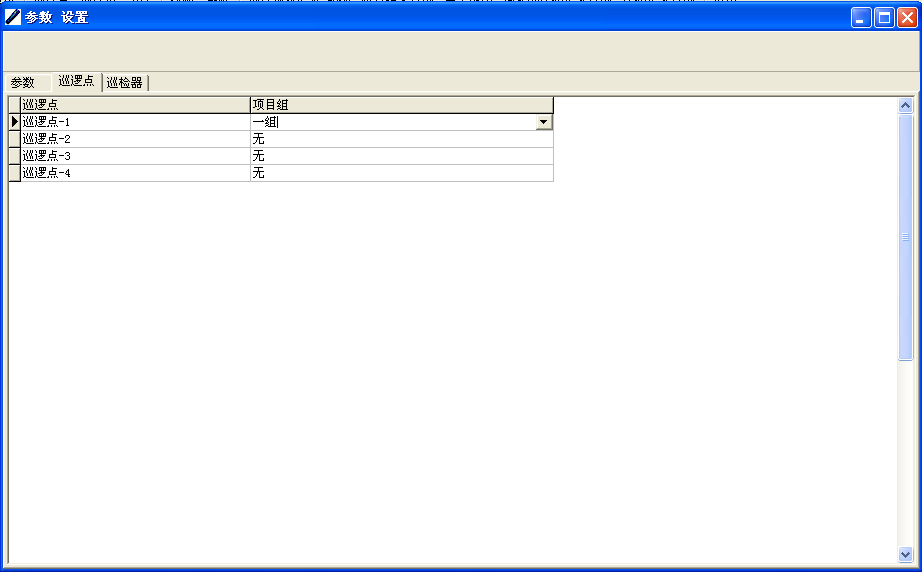 参数 设置
参数 巡逻点 巡检器
巡逻点 项目组
巡逻点-1 一组
巡逻点-2 无
巡逻点-3 无
巡逻点-4 无